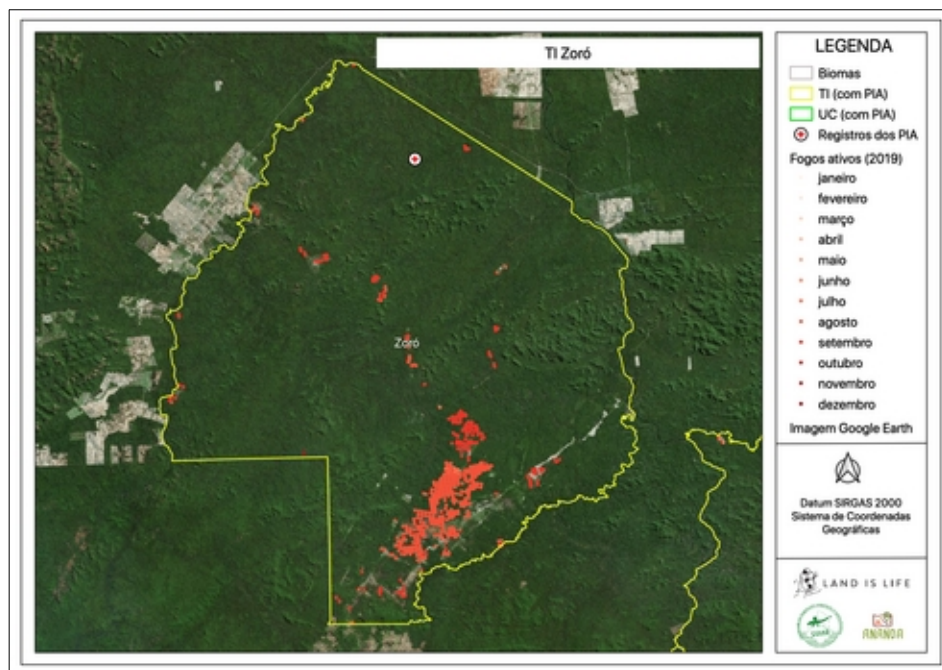 TI Zoró
Zoró
LEGENDA
Biomas
TI (com PIA)
UC (com PIA)
Registros dos PIA
Fogos ativos (2019)
janeiro
fevereiro
março
abril
maio
junho
julho
agosto
setembro
outubro
novembro
dezembro
Imagem Google Earth
Datum SIRGAS 2000
Sistema de Coordenadas
Geográficas
LAND IS LIFE
ANANDA